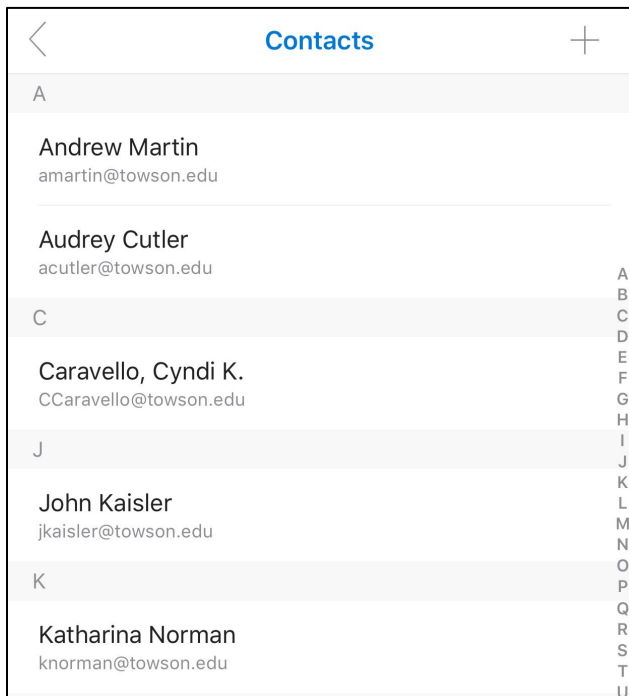 Contacts
A
Andrew Martin
amartin@towson.edu
Audrey Cutler
acutler@towson.edu
C
Caravello, Cyndi K.
CCaravello@towson.edu
J
John Kaisler
jkaisler@towson.edu
K
Katharina Norman
knorman@towson.edu
A
B
C
D
E
F
G
H
I
J
K
L
M
N
O
P
Q
R
S
T
U